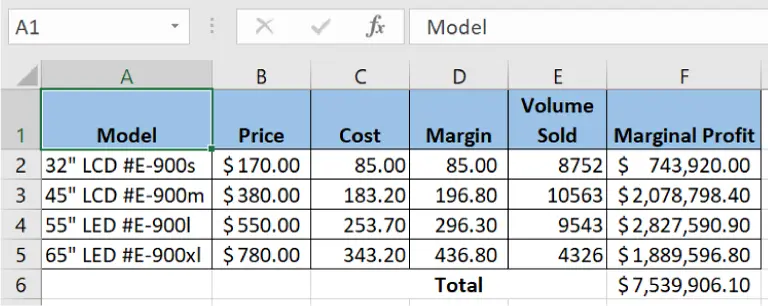 A1 fx Model
A B C D E F
1 Model Price Cost Margin Volume Sold Marginal Profit
2 32" LCD #E-900s $170.00 85.00 85.00 8752 $ 743,920.00
3 45" LCD #E-900m $380.00 183.20 196.80 10563 $2,078,798.40
4 55" LED #E-900l $550.00 253.70 296.30 9543 $2,827,590.90
5 65" LED #E-900xl $780.00 343.20 436.80 4326 $1,889,596.80
6 Total $7,539,906.10